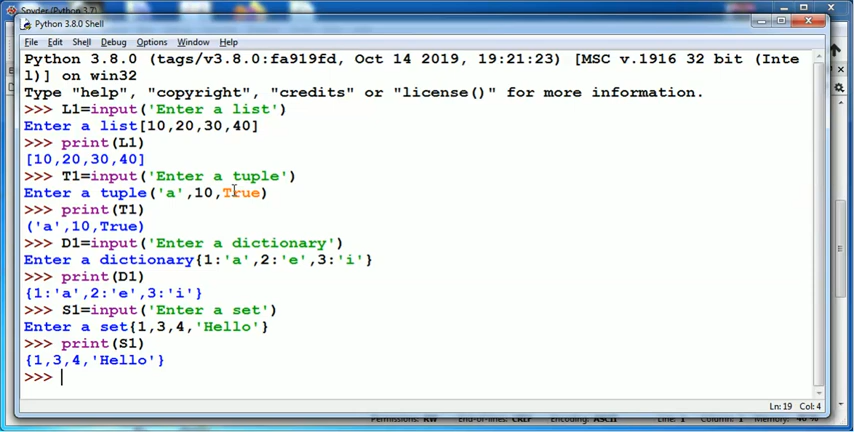 Spyder (Python 3.7)
Python 3.8.0 Shell
File Edit Shell Debug Options Window Help
Python 3.8.0 (tags/v3.8.0:fa919fd, Oct 14 2019, 19:21:23) [MSC v.1916 32 bit (Inte
l)] on win32
Type "help", "copyright", "credits" or "license()" for more information.
>>> L1=input('Enter a list')
Enter a list[10,20,30,40]
>>> print(L1)
[10,20,30,40]
>>> T1=input('Enter a tuple')
Enter a tuple('a',10,True)
>>> print(T1)
('a',10,True)
>>> D1=input('Enter a dictionary')
Enter a dictionary{1:'a',2:'e',3:'i'}
>>> print(D1)
{1:'a',2:'e',3:'i'}
>>> S1=input('Enter a set')
Enter a set{1,3,4,'Hello'}
>>> print(S1)
{1,3,4,'Hello'}
>>>
Ln: 19 Col: 4